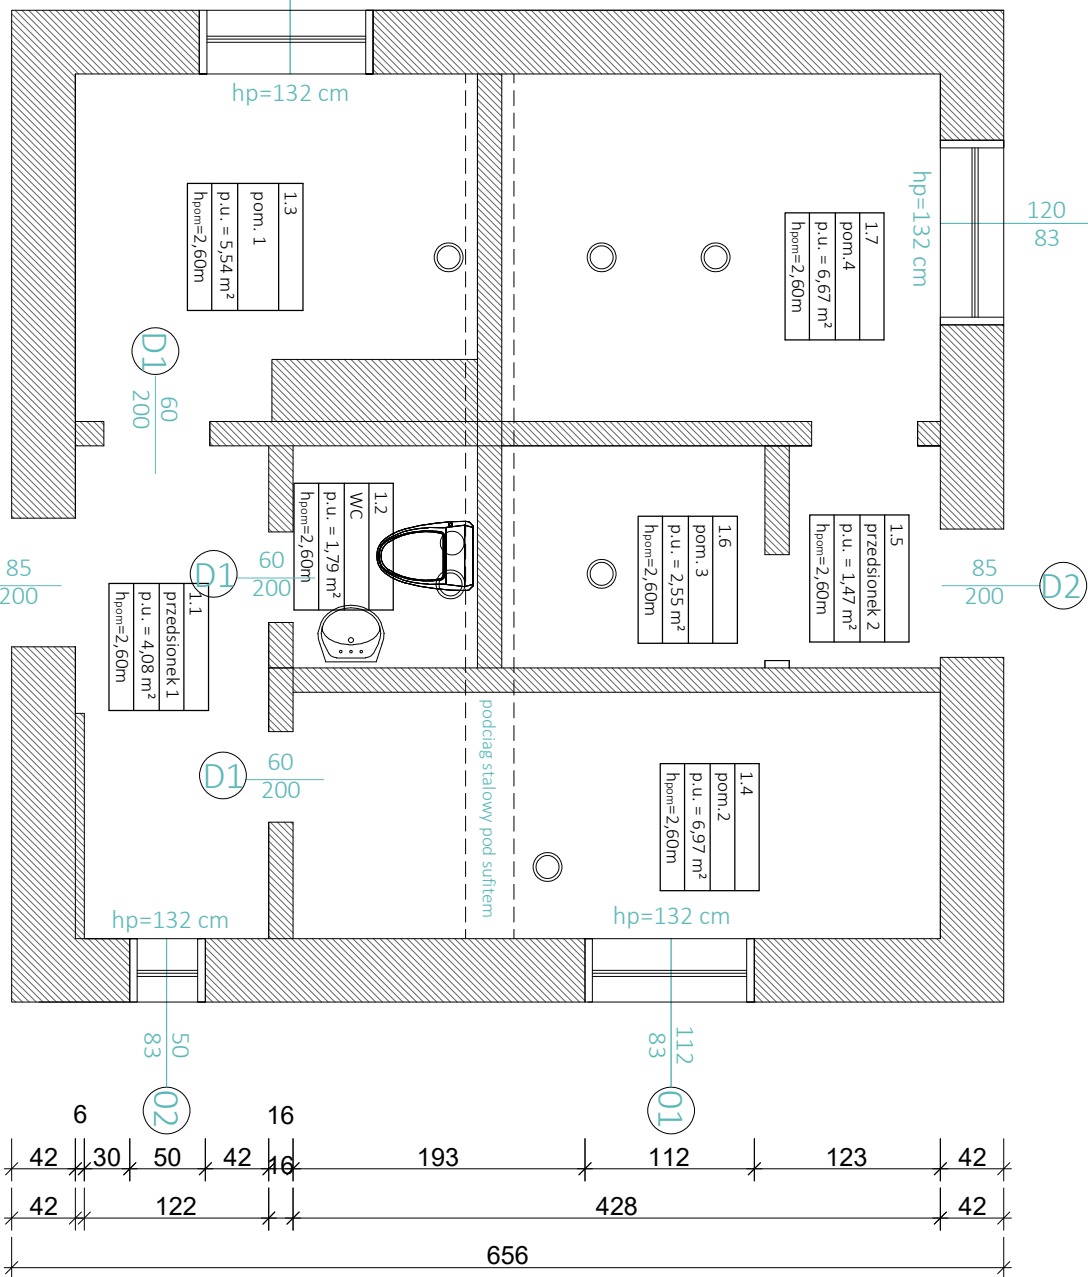 hp=132 cm
1.3
pom. 1
p.u. = 5,54 m²
hpom=2,60m
1.7
pom.4
p.u. = 6,67 m²
hpom=2,60m
hp=132 cm
120
83
D1
60
200
1.2
WC
p.u. = 1,79 m²
hpom=2,60m
1.6
pom.3
p.u. = 2,55 m²
hpom=2,60m
1.5
przedsionek 2
p.u. = 1,47 m²
hpom=2,60m
85
200
D1
60
200
85
200
D2
1.1
przedsionek 1
p.u. = 4,08 m²
hpom=2,60m
D1
60
200
podciag stalowy pod sufitem
1.4
pom.2
p.u. = 6,97 m²
hpom=2,60m
hp=132 cm
hp=132 cm
50
83
O2
112
83
O1
6
16
42
30
50
42
16
193
112
123
42
42
122
428
42
656